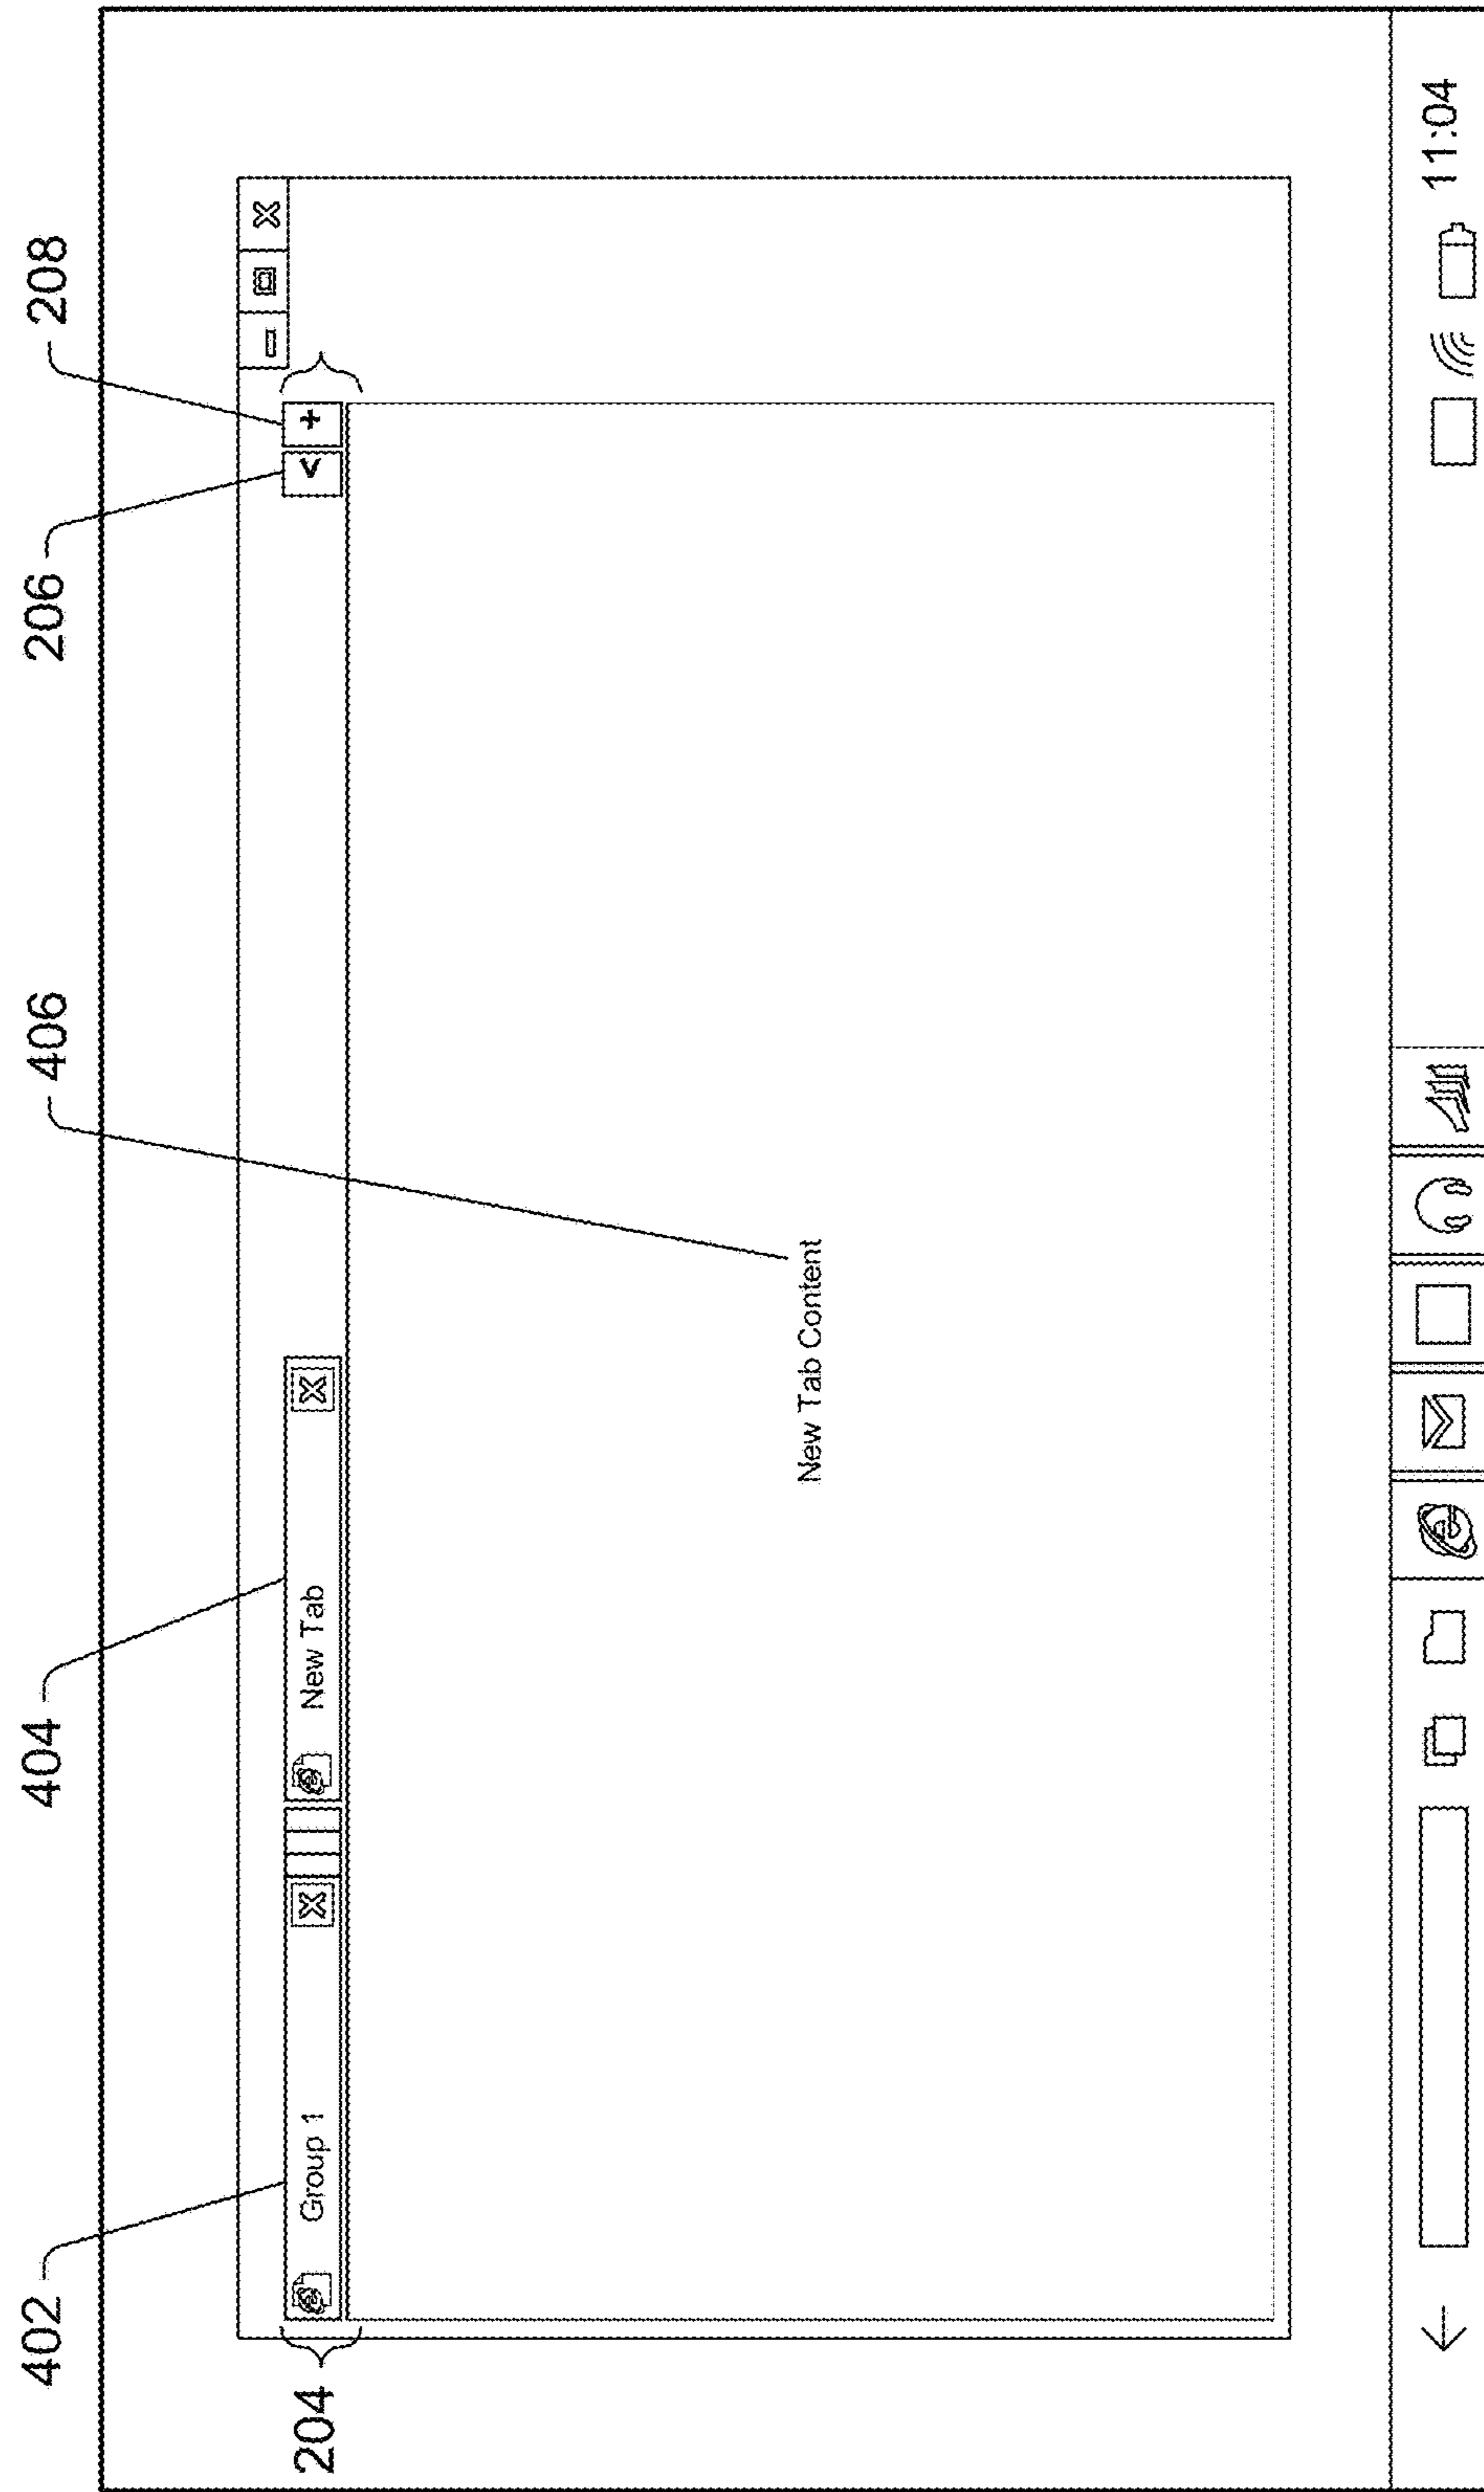 402
404
406
206
208
204
Group 1
X
New Tab
X
<
+
X
New Tab Content
11:04